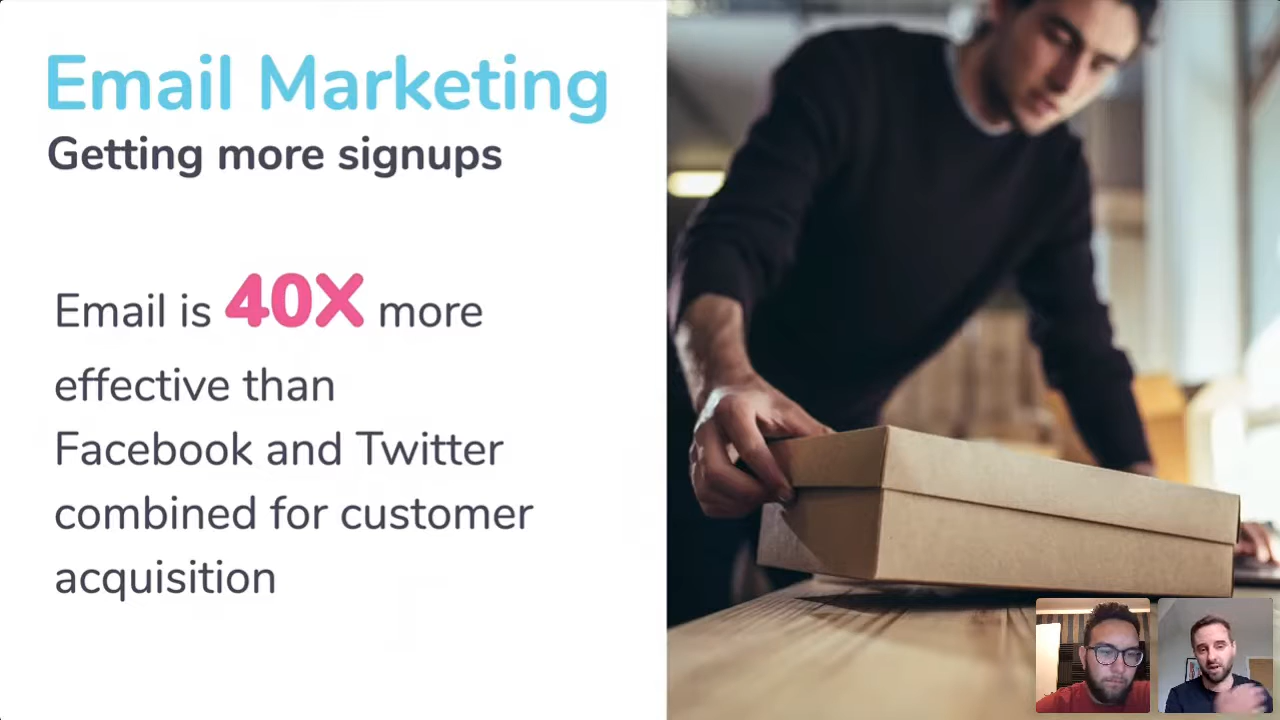 Email Marketing
Getting more signups
Email is 40X more
effective than
Facebook and Twitter
combined for customer
acquisition